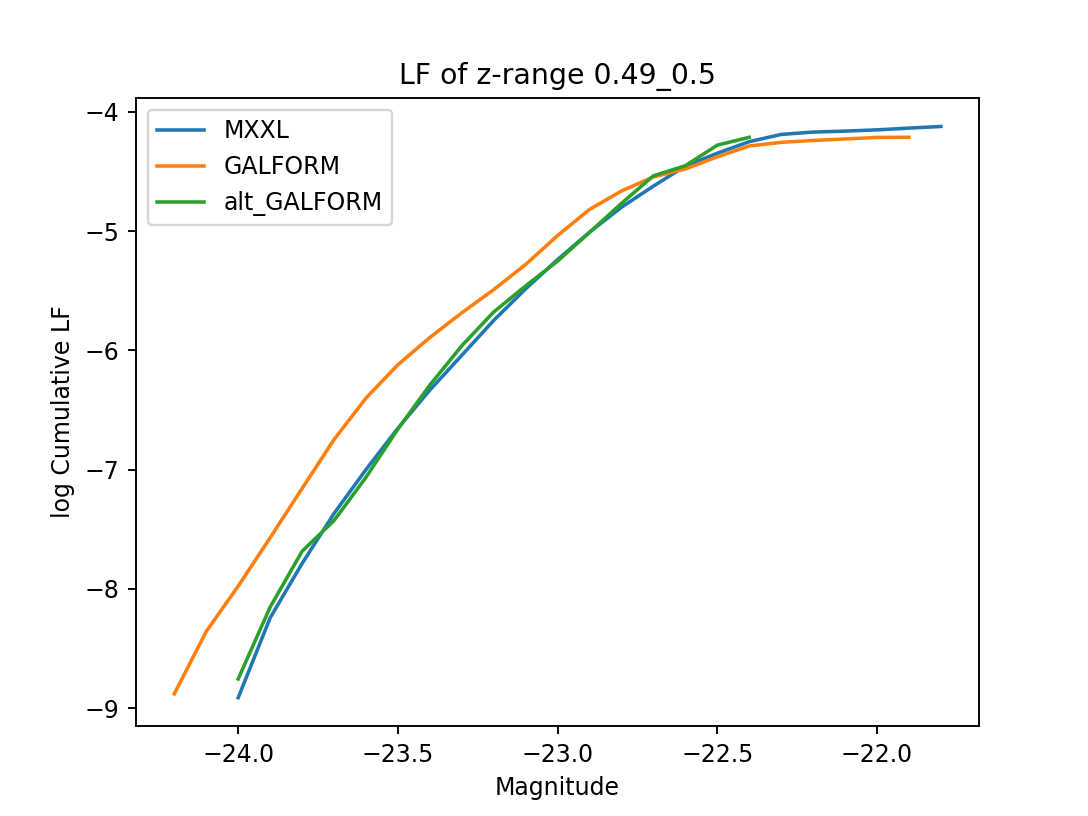 LF of z-range 0.49_0.5
MXXL
GALFORM
alt_GALFORM
−4
−5
−6
−7
−8
−9
log Cumulative LF
−24.0
−23.5
−23.0
−22.5
−22.0
Magnitude